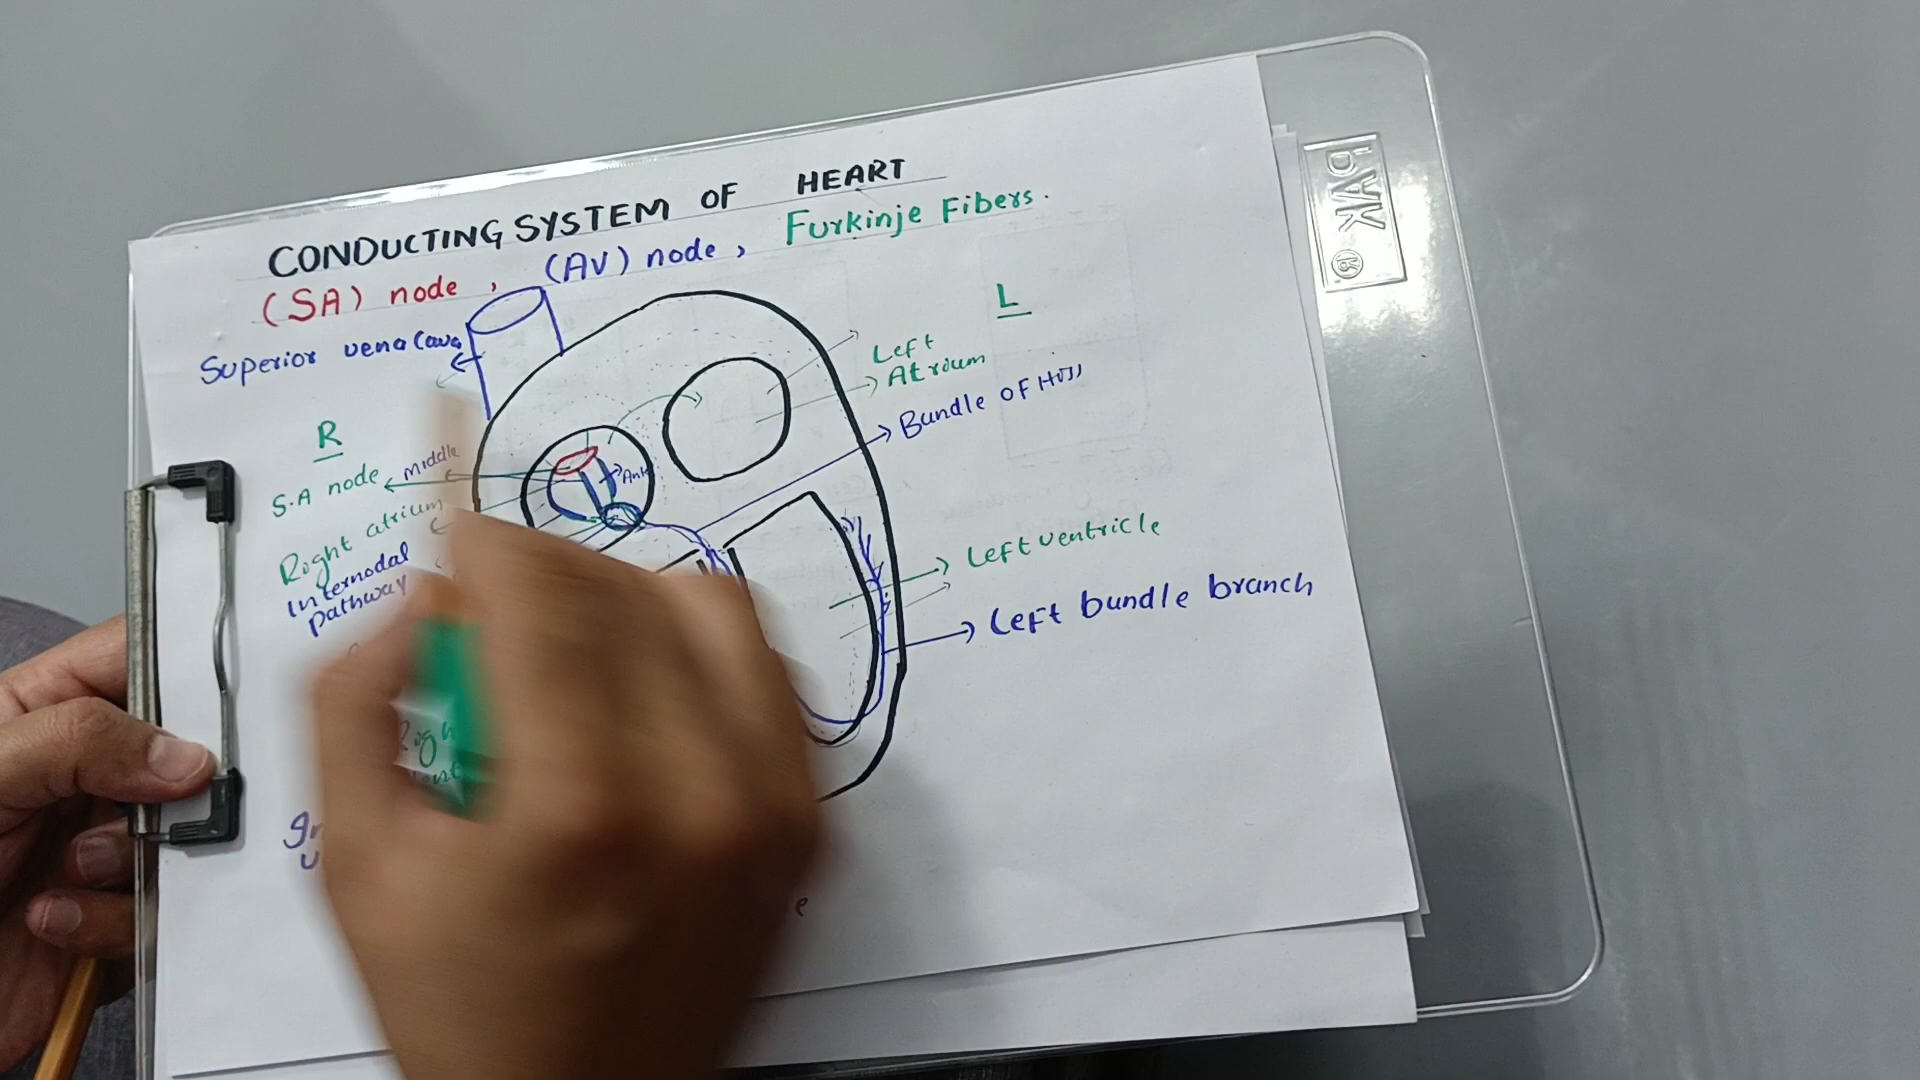 CONDUCTING SYSTEM OF HEART
(SA) node, (AV) node, Furkinje Fibers.
Superior vena Cava
L
Left
Atrium
R
Bundle OF HIS
S.A node
Middle
Ant
Right atrium
Internodal
pathway
Left ventricle
Left bundle branch
PAK ®